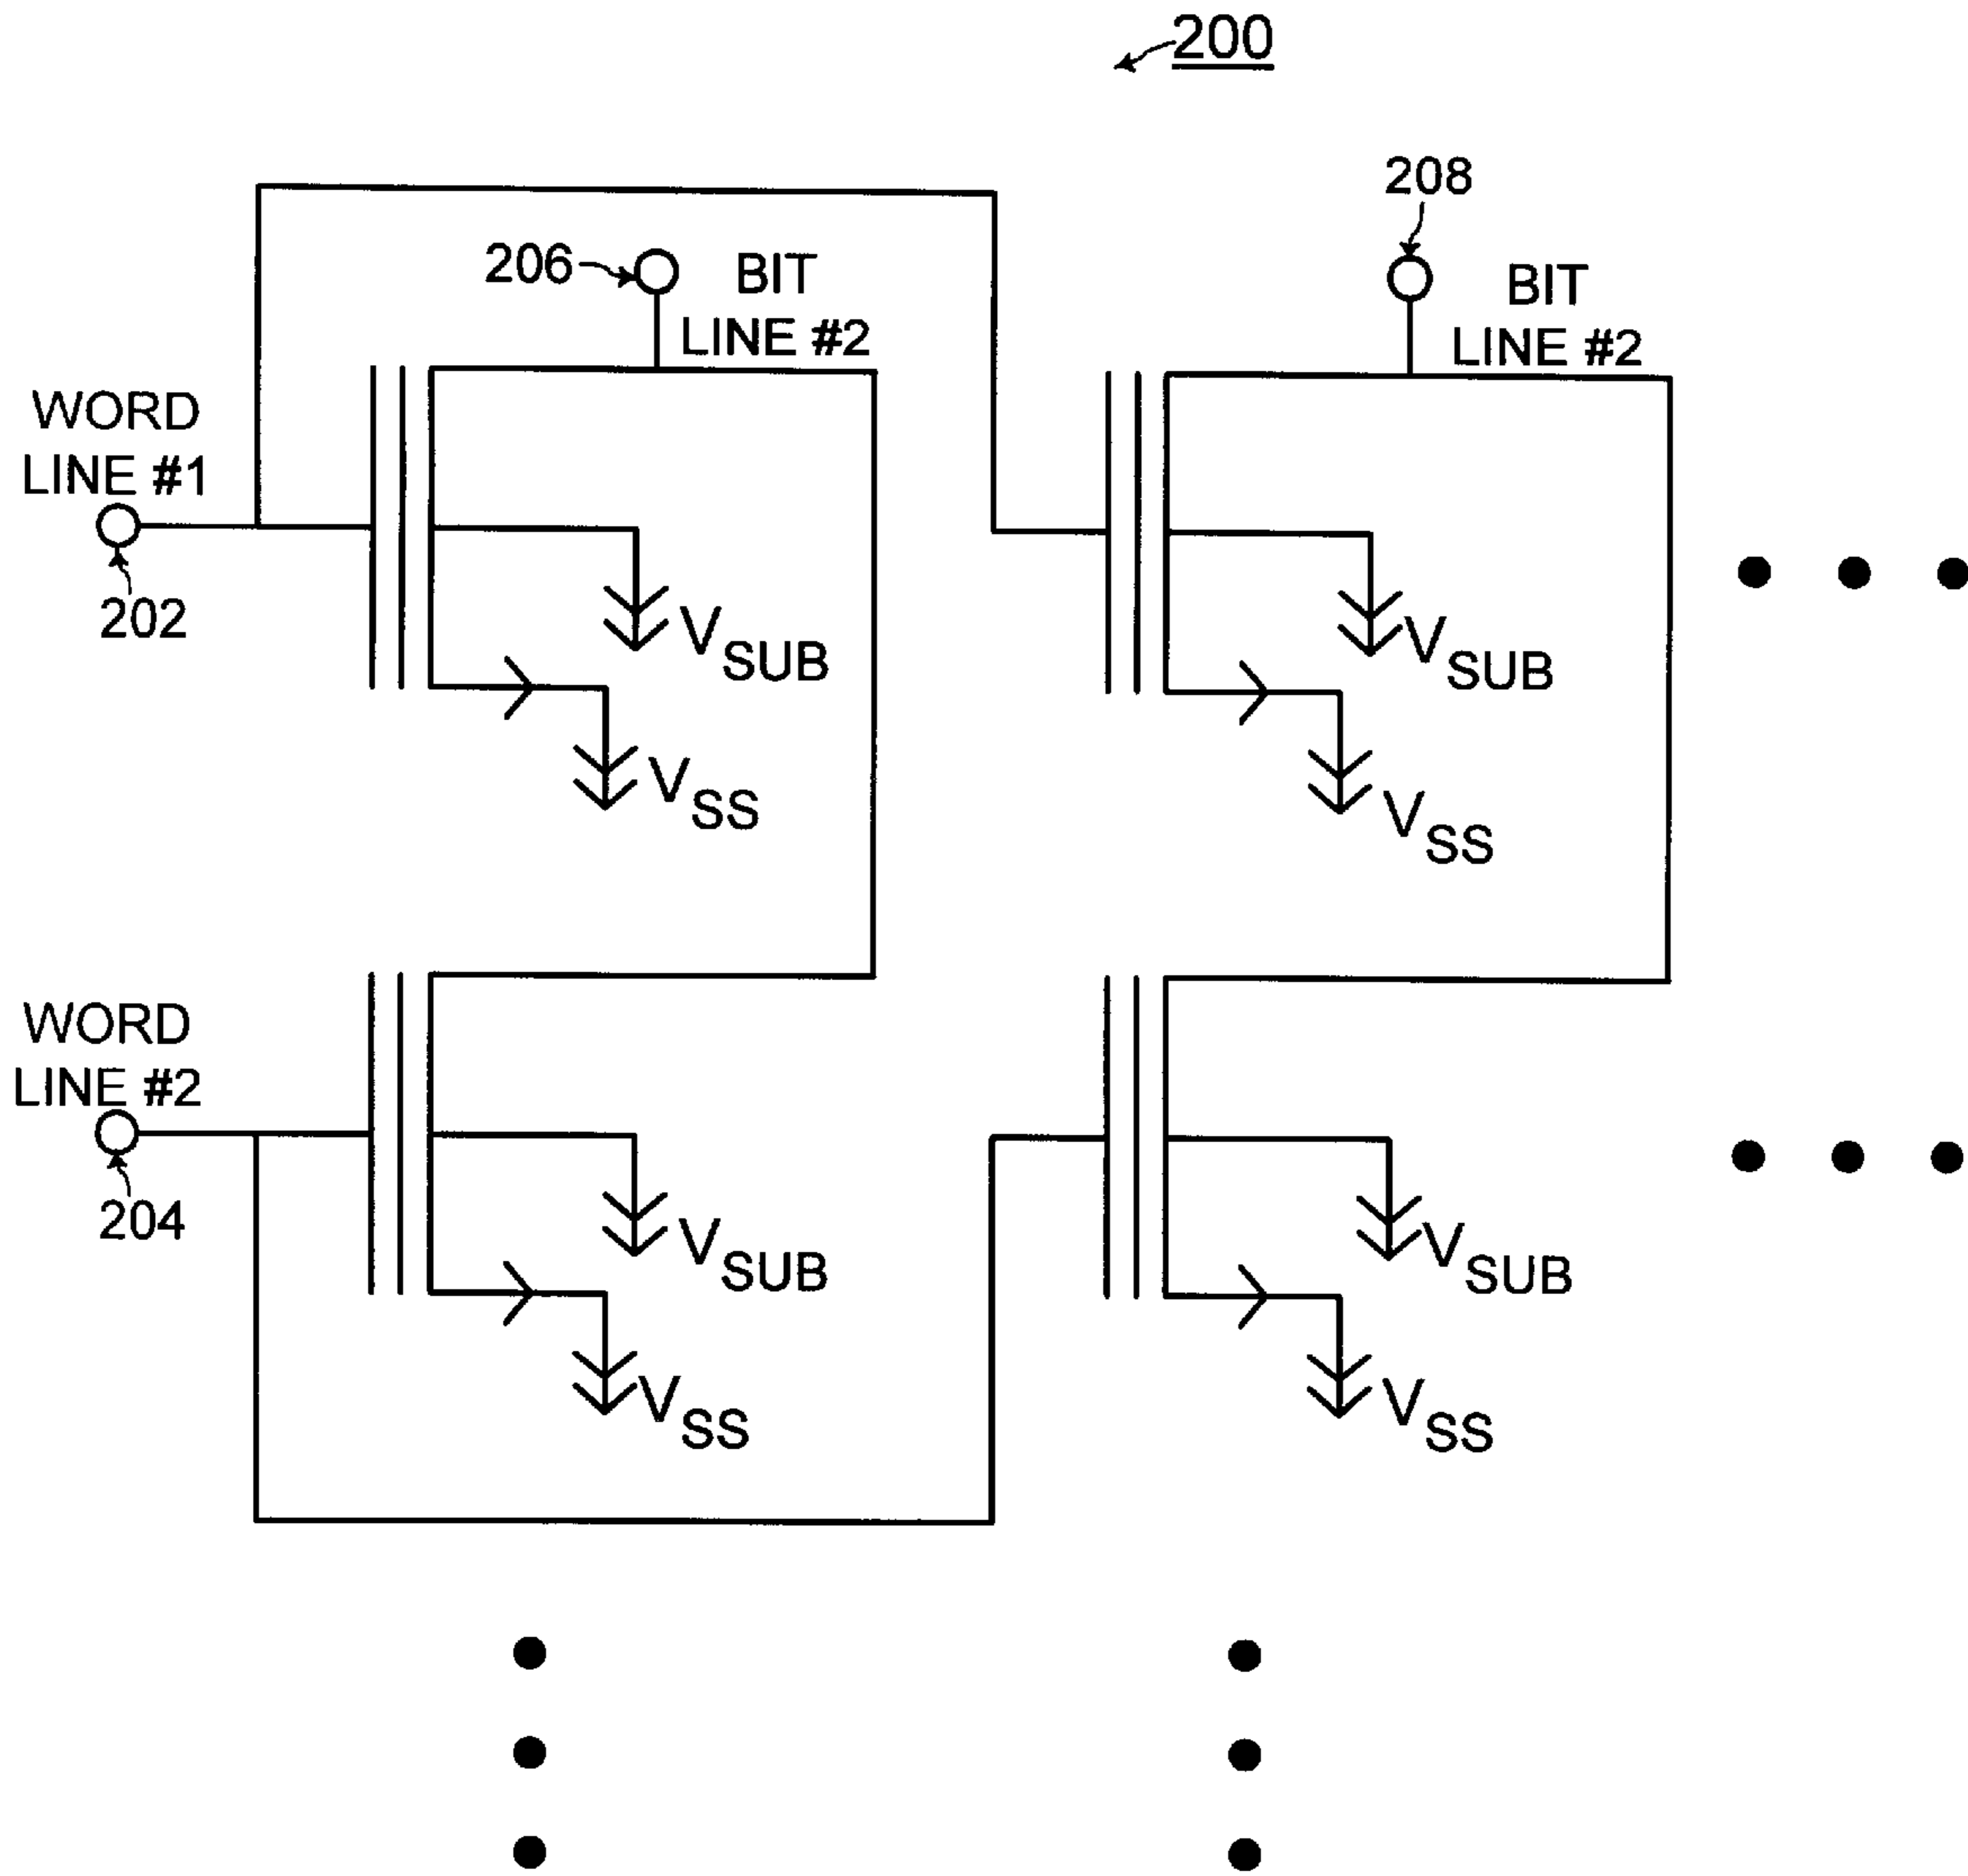 200
208
206
BIT
LINE #2
BIT
LINE #2
WORD
LINE #1
202
VSUB
VSUB
VSS
VSS
WORD
LINE #2
204
VSUB
VSUB
VSS
VSS